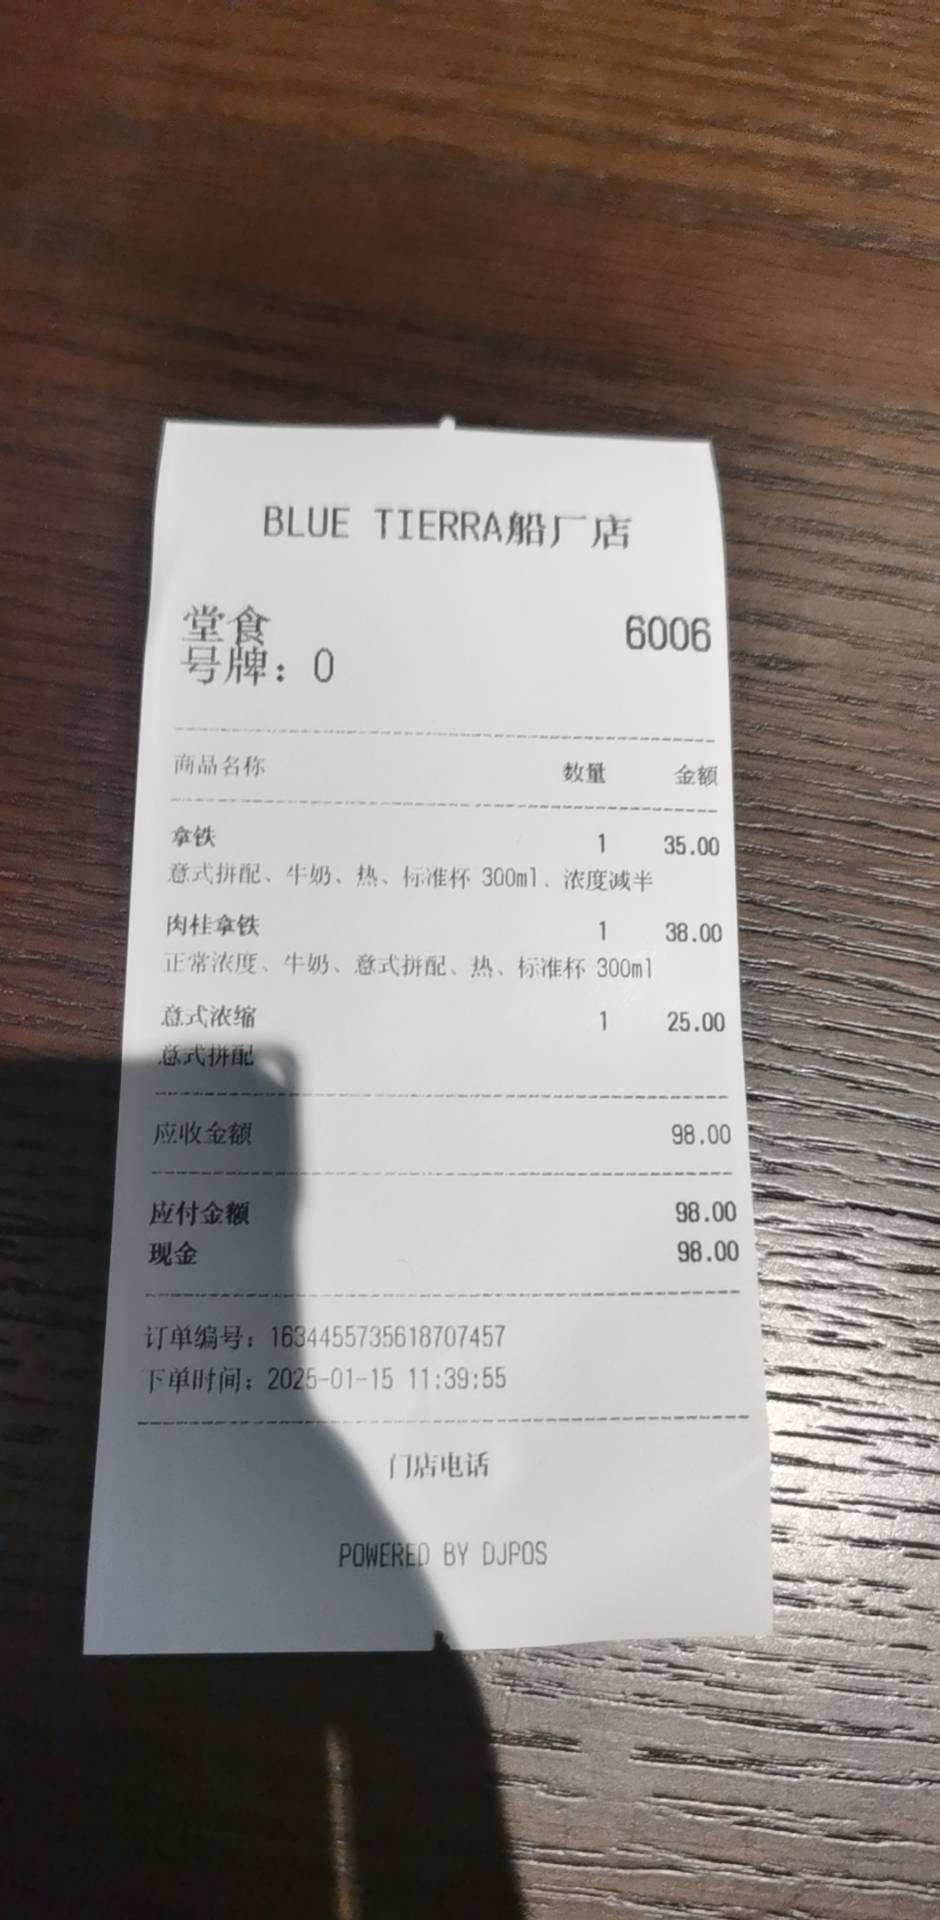 BLUE TIERRA船厂店
堂食 6006
号牌：0
商品名称 数量 金额
拿铁 1 35.00
意式拼配、牛奶、热、标准杯 300ml、浓度减半
肉桂拿铁 1 38.00
正常浓度、牛奶、意式拼配、热、标准杯 300ml
意式浓缩 1 25.00
意式拼配
应收金额 98.00
应付金额 98.00
现金 98.00
订单编号：1634455735618707457
下单时间：2025-01-15 11:39:55
门店电话
POWERED BY DJPOS